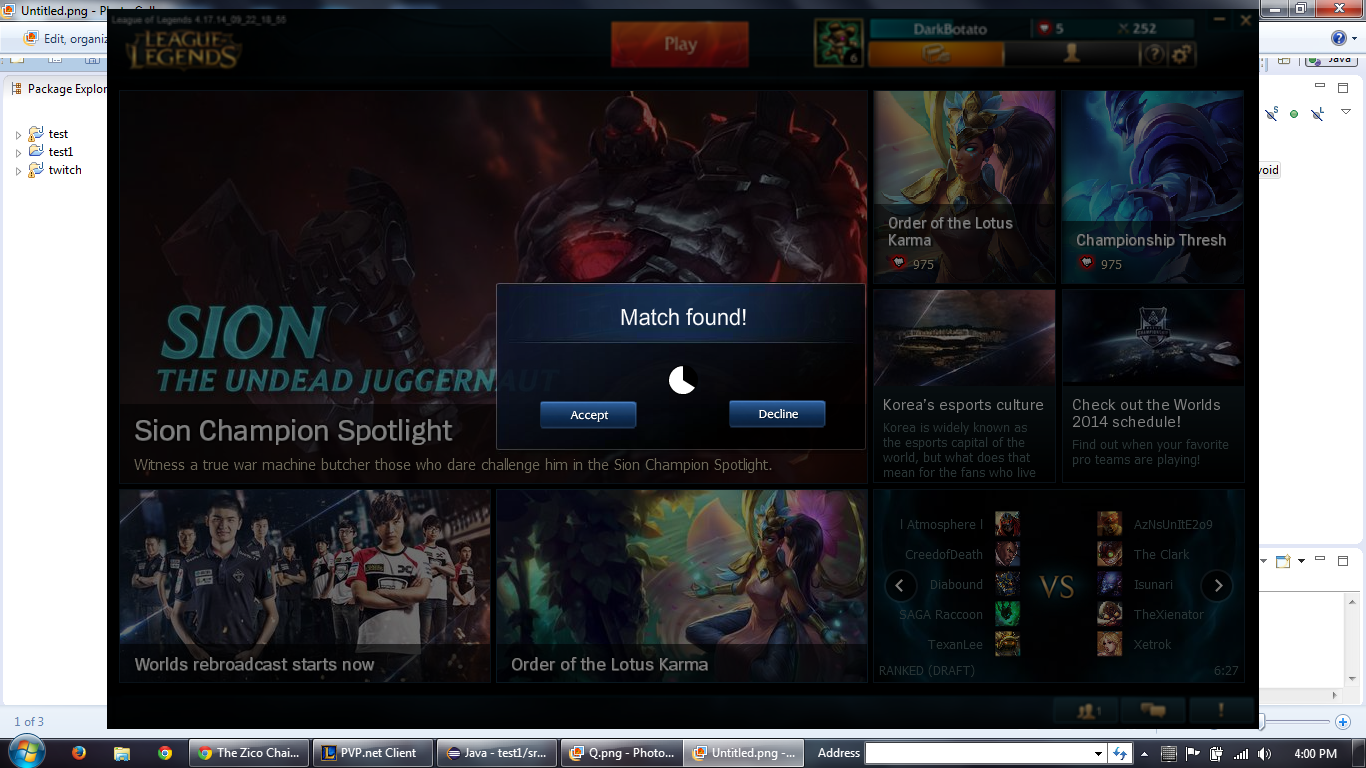 Untitled.png - Photo Gallery
League of Legends 4.17.14_09_22_18_55
LEAGUE OF LEGENDS
Play
6
DarkBotato
5
252
Edit, organiz
Java
Package Explor
test
test1
twitch
void
Order of the Lotus
Karma
975
Championship Thresh
975
SION
THE UNDEAD JUGGERNAUT
Match found!
Accept
Decline
Sion Champion Spotlight
Witness a true war machine butcher those who dare challenge him in the Sion Champion Spotlight.
Korea's esports culture
Korea is widely known as
the esports capital of the
world, but what does that
mean for the fans who live
Check out the Worlds
2014 schedule!
Find out when your favorite
pro teams are playing!
Worlds rebroadcast starts now
Order of the Lotus Karma
l Atmosphere l
AzNsUnItE2o9
CreedofDeath
The Clark
Diabound
VS
Isunari
SAGA Raccoon
TheXienator
TexanLee
Xetrok
RANKED (DRAFT)
6:27
1
1 of 3
The Zico Chai...
PVP.net Client
Java - test1/sr...
Q.png - Photo...
Untitled.png -...
Address
4:00 PM